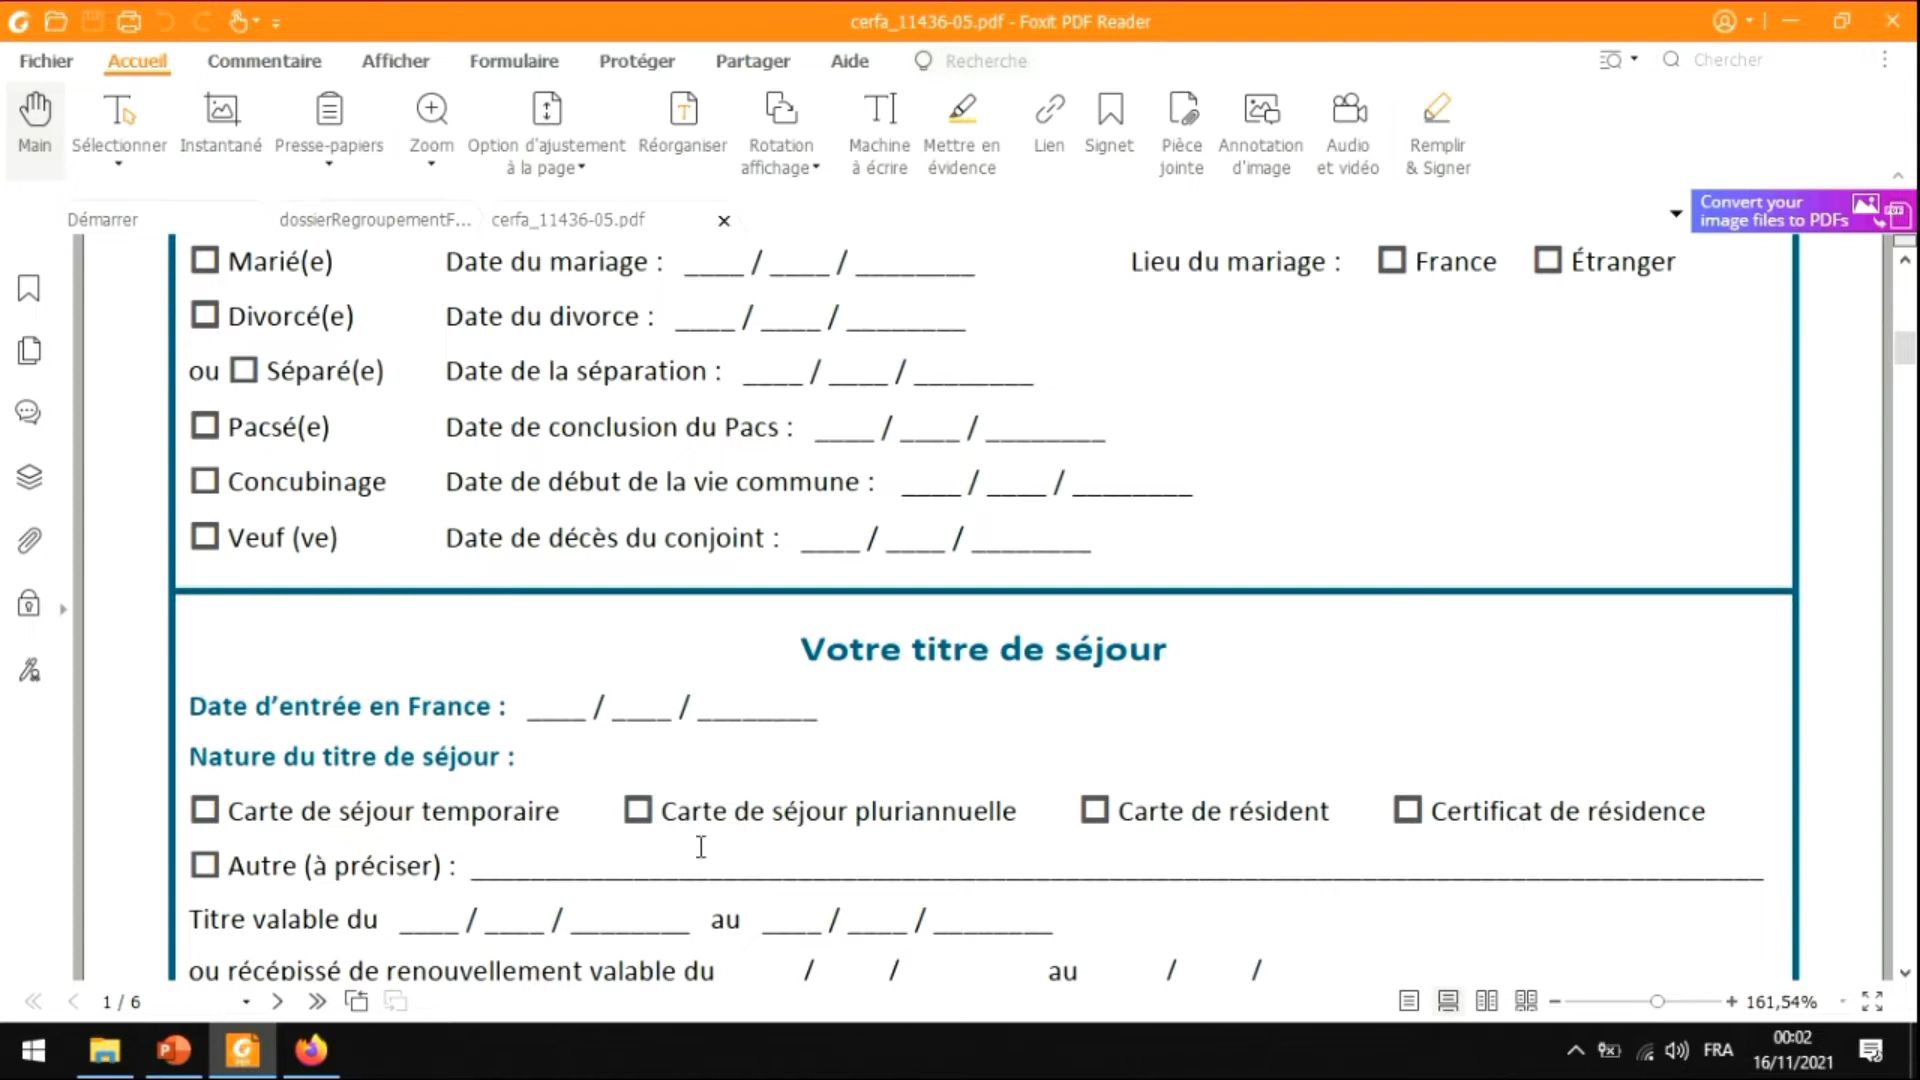 cerfa_11436-05.pdf - Foxit PDF Reader
Fichier Accueil Commentaire Afficher Formulaire Protéger Partager Aide Recherche Chercher
Main Sélectionner Instantané Presse-papiers Zoom Option d'ajustement à la page Réorganiser Rotation affichage Machine à écrire Mettre en évidence Lien Signet Pièce jointe Annotation d'image Audio et vidéo Remplir & Signer
Démarrer dossierRegroupementF... cerfa_11436-05.pdf
Convert your
image files to PDFs
Marié(e) Date du mariage : ____ / ____ / ________ Lieu du mariage : France Étranger
Divorcé(e) Date du divorce : ____ / ____ / ________
ou Séparé(e) Date de la séparation : ____ / ____ / ________
Pacsé(e) Date de conclusion du Pacs : ____ / ____ / ________
Concubinage Date de début de la vie commune : ____ / ____ / ________
Veuf (ve) Date de décès du conjoint : ____ / ____ / ________
Votre titre de séjour
Date d’entrée en France : ____ / ____ / ________
Nature du titre de séjour :
Carte de séjour temporaire Carte de séjour pluriannuelle Carte de résident Certificat de résidence
Autre (à préciser) : ________
Titre valable du ____ / ____ / ________ au ____ / ____ / ________
ou récépissé de renouvellement valable du / / au / /
1 / 6 161,54%
FRA 00:02
16/11/2021